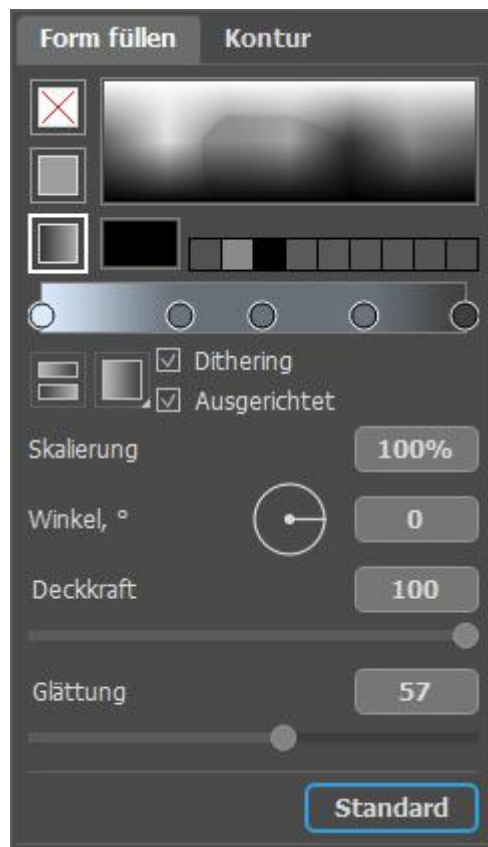 Form füllen Kontur
Dithering
Ausgerichtet
Skalierung 100%
Winkel, ° 0
Deckkraft 100
Glättung 57
Standard